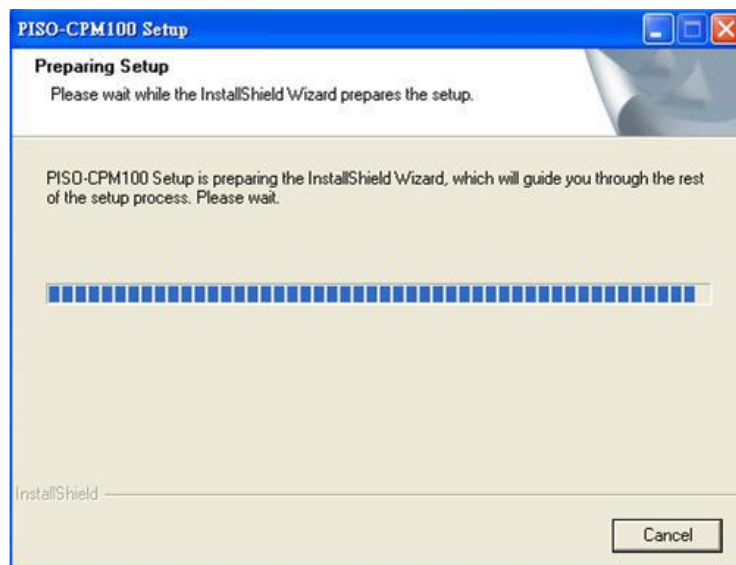 PISO-CPM100 Setup
Preparing Setup
Please wait while the InstallShield Wizard prepares the setup.
PISO-CPM100 Setup is preparing the InstallShield Wizard, which will guide you through the rest
of the setup process. Please wait.
InstallShield
Cancel